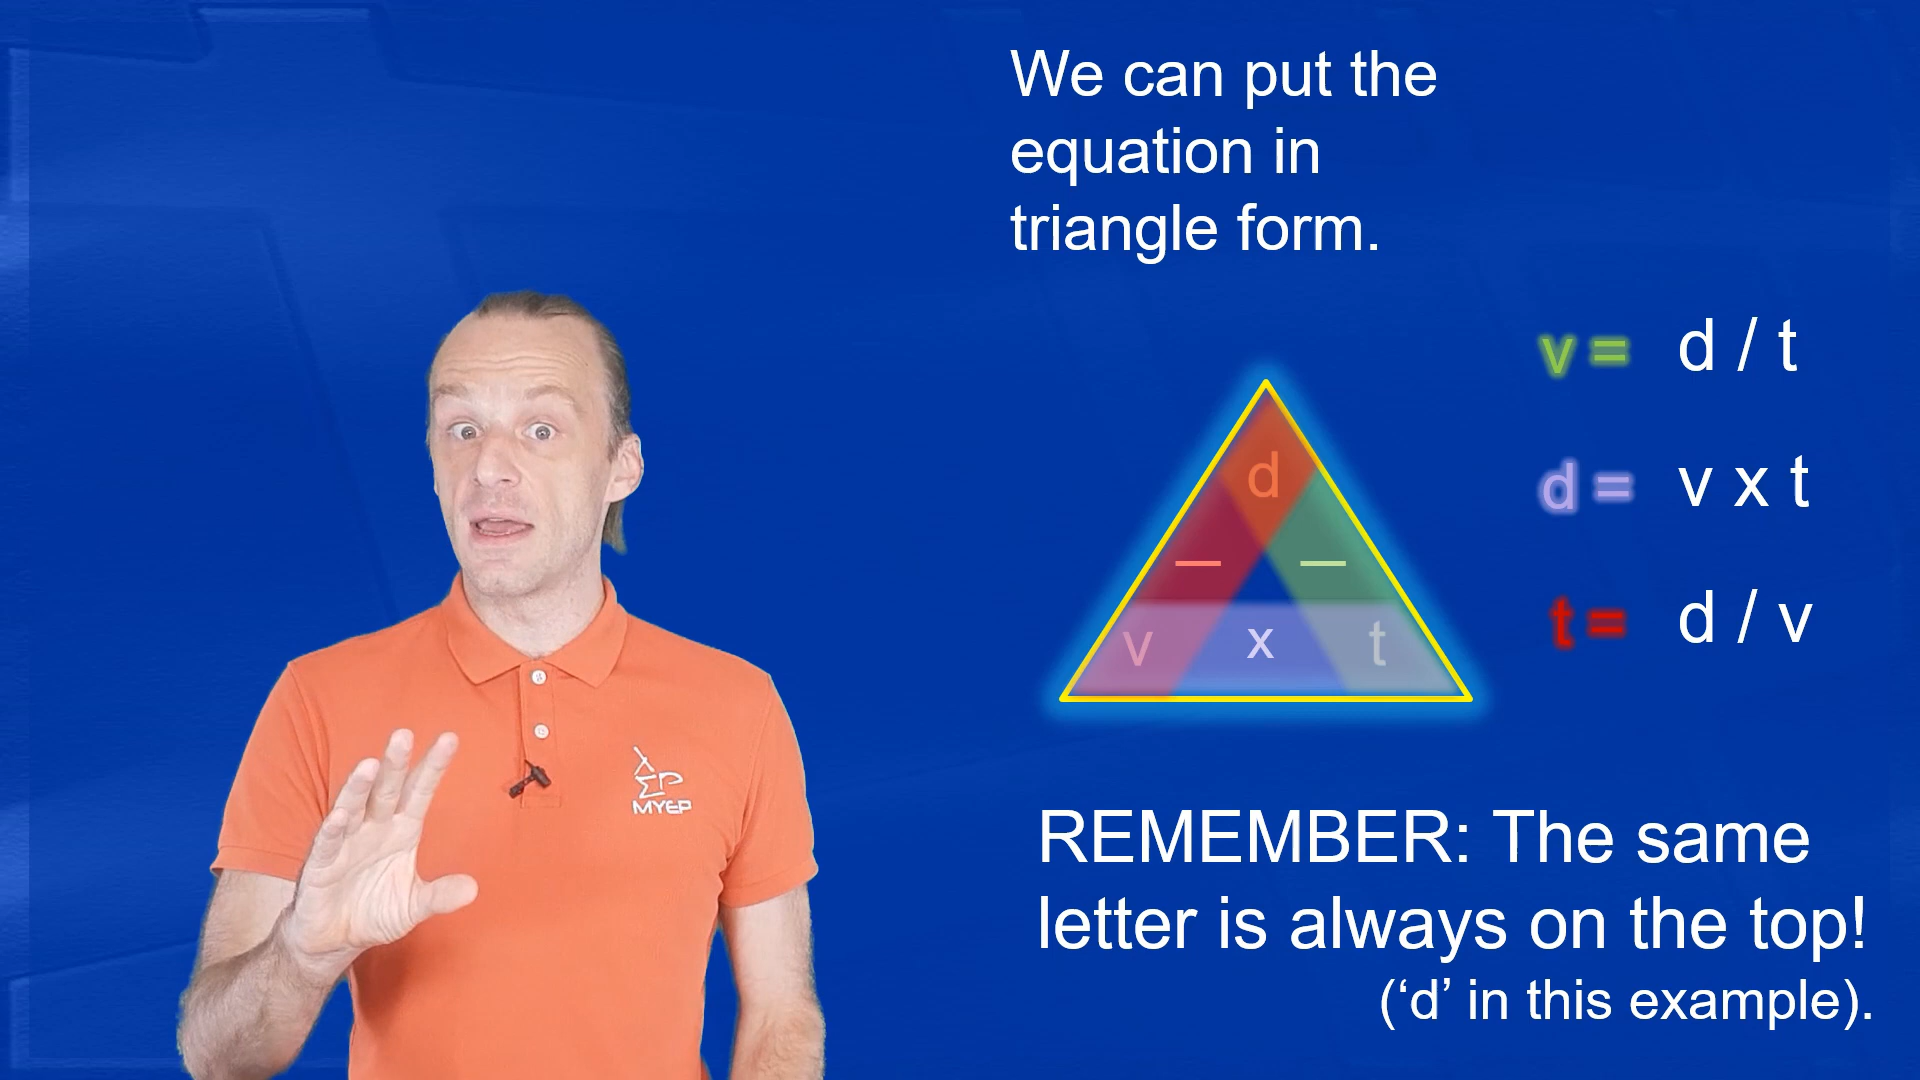 We can put the
equation in
triangle form.
v = d / t
d = v x t
t = d / v
d
— —
v x t
MYEP
REMEMBER: The same
letter is always on the top!
(‘d’ in this example).